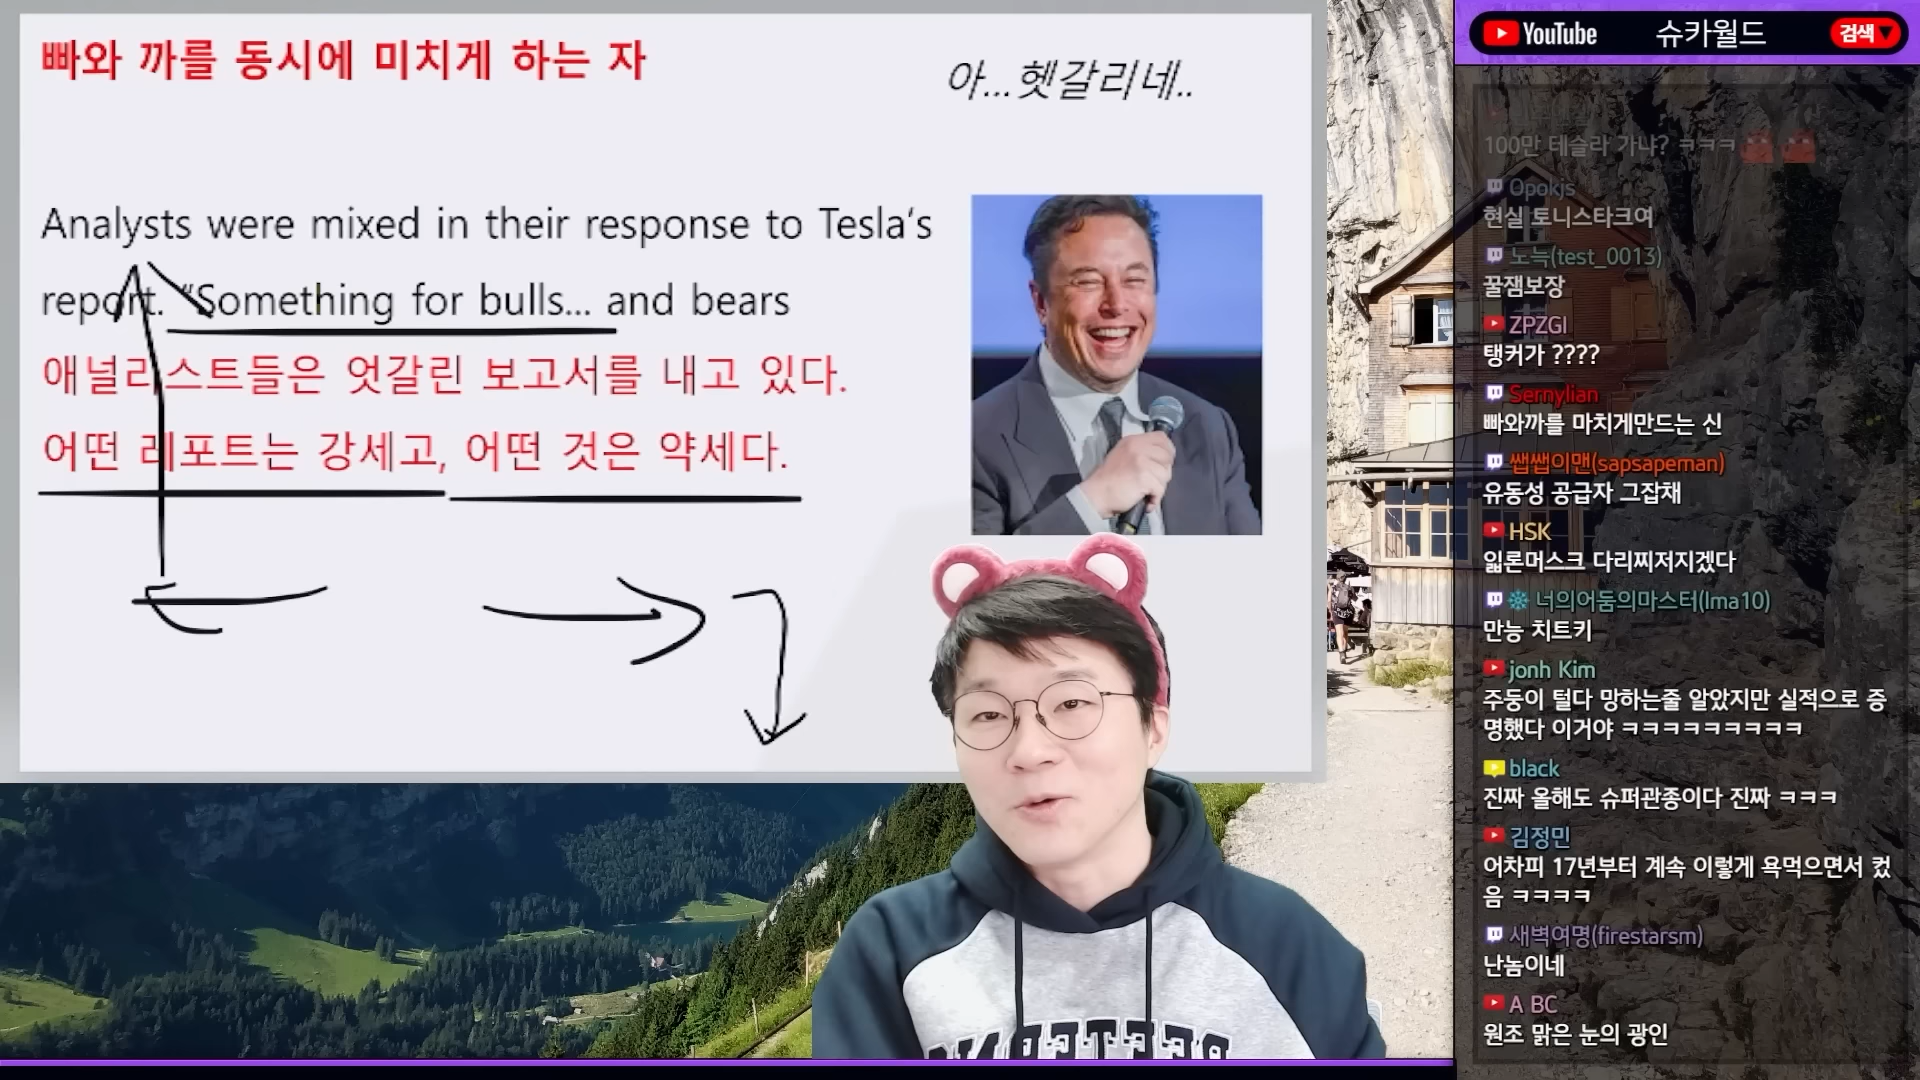 빠와 까를 동시에 미치게 하는 자
아...헷갈리네..
Analysts were mixed in their response to Tesla's
report. "Something for bulls... and bears
애널리스트들은 엇갈린 보고서를 내고 있다.
어떤 레포트는 강세고, 어떤 것은 약세다.
BETTER
YouTube 슈카월드 검색
100만 테슬라 가냐? ㅋㅋㅋ
Opokjs
현실 토니스타크여
노늑(test_0013)
꿀잼보장
ZPZGI
탱커가 ????
Sernylian
빠와까를 마치게만드는 신
쌥쌥이맨(sapsapeman)
유동성 공급자 그잡채
HSK
잃론머스크 다리찌저지겠다
너의어둠의마스터(lma10)
만능 치트키
jonh Kim
주둥이 털다 망하는줄 알았지만 실적으로 증
명했다 이거야 ㅋㅋㅋㅋㅋㅋㅋㅋㅋ
black
진짜 올해도 슈퍼관종이다 진짜 ㅋㅋㅋ
김정민
어차피 17년부터 계속 이렇게 욕먹으면서 컸
음 ㅋㅋㅋㅋ
새벽여명(firestarsm)
난놈이네
A BC
원조 맑은 눈의 광인